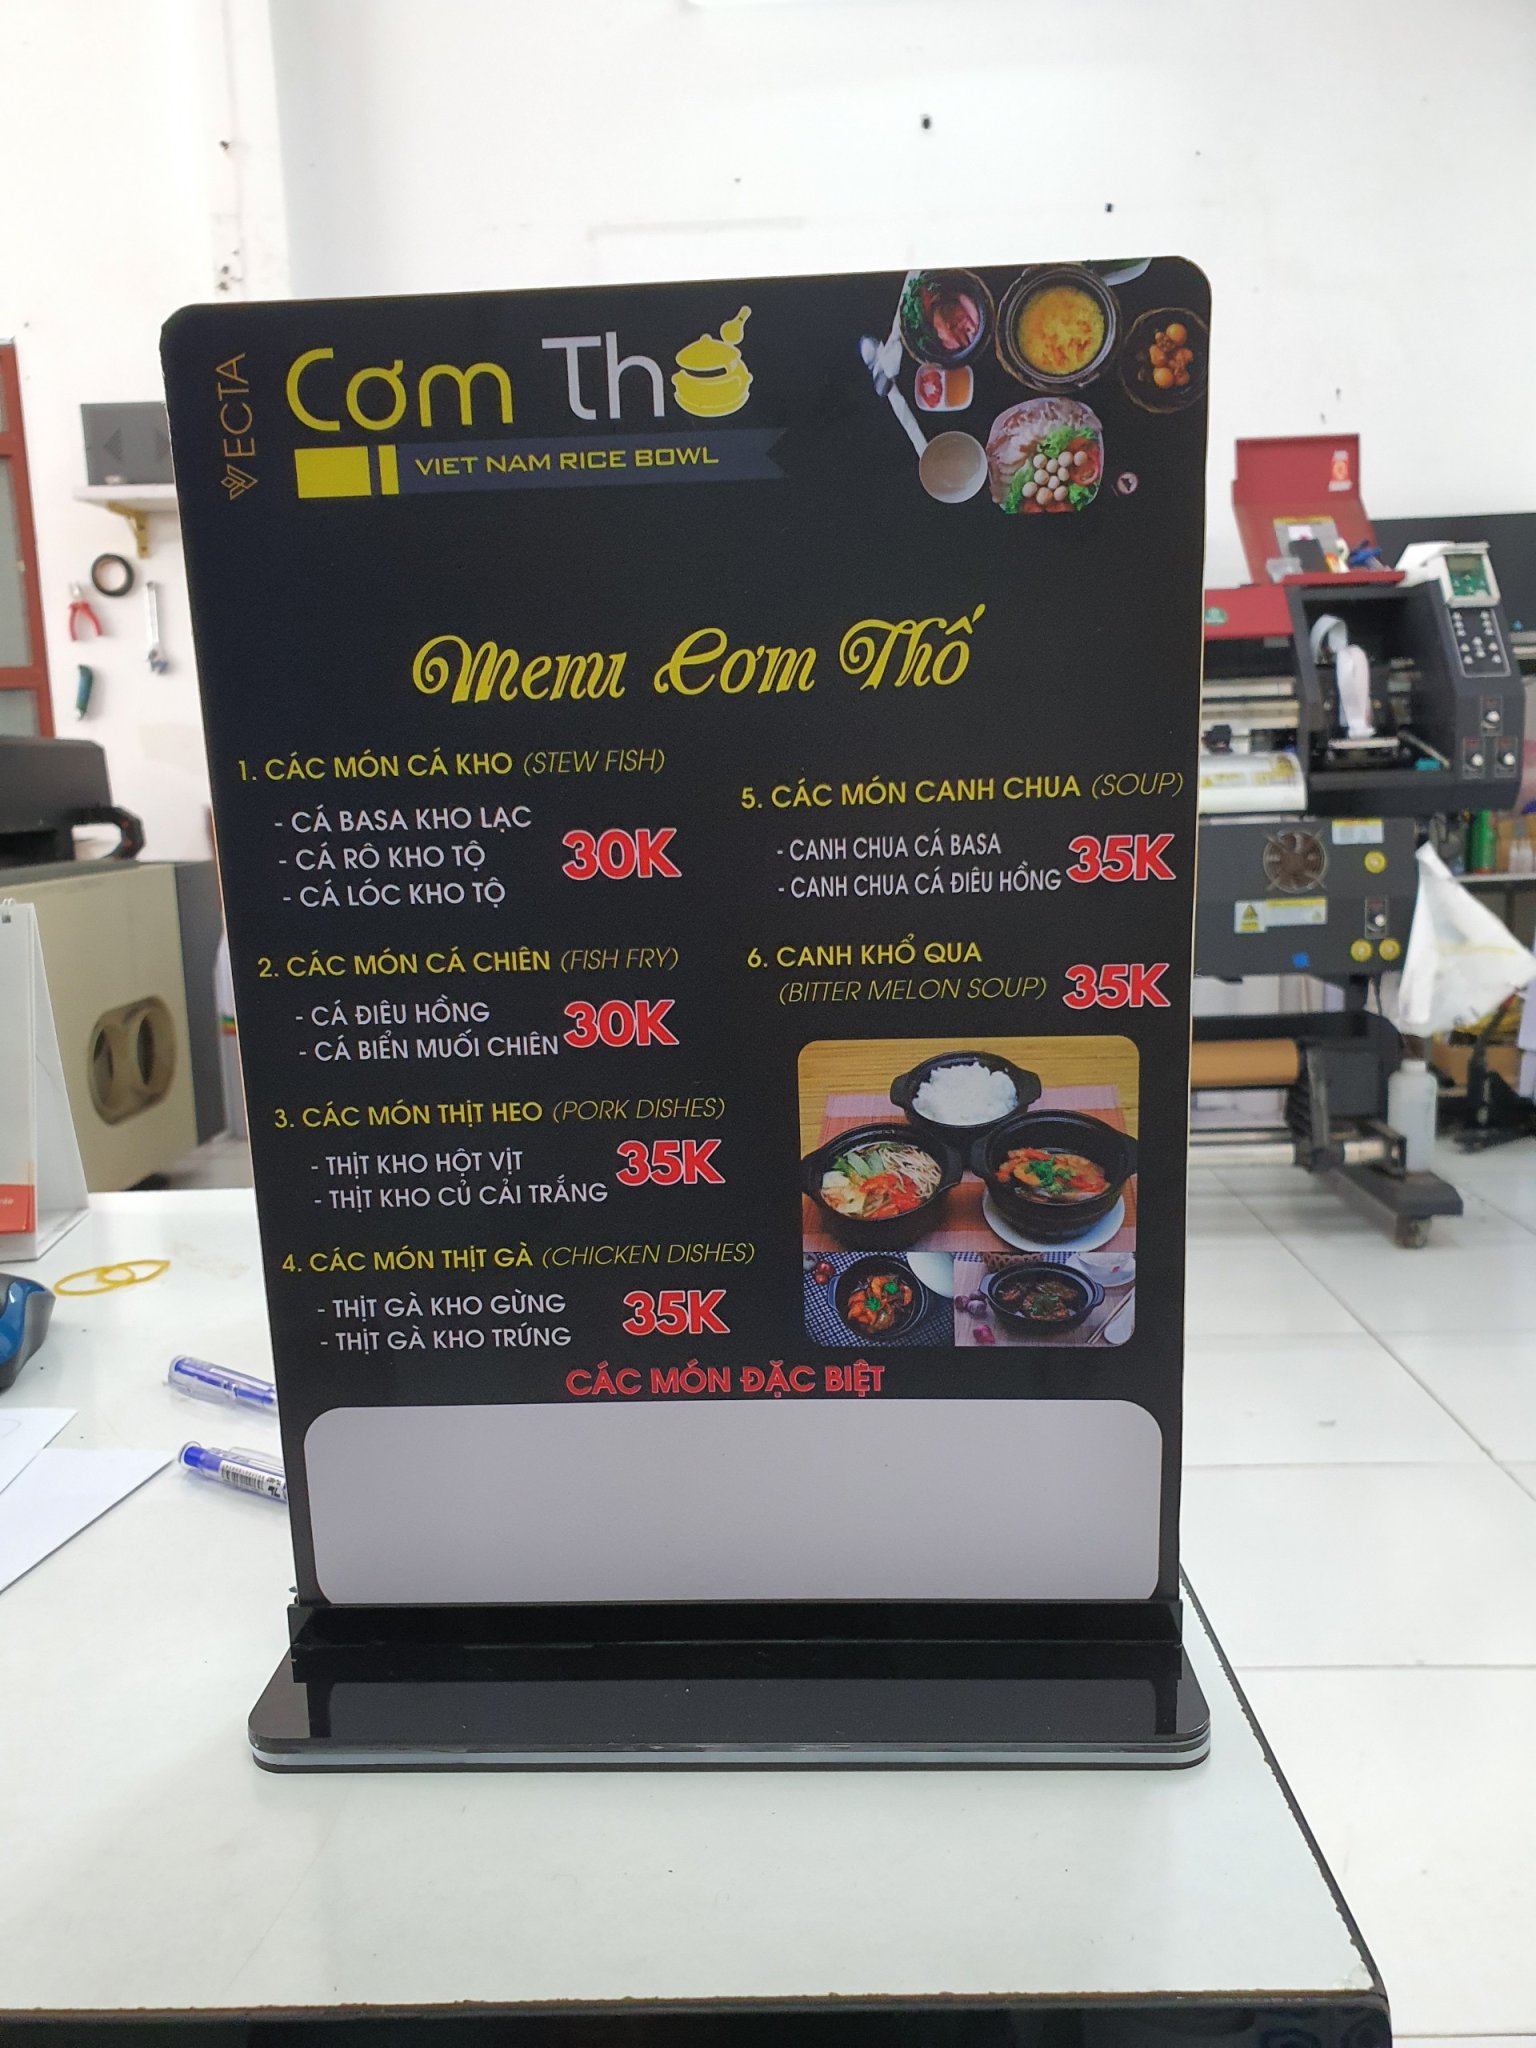 VECTA
Cơm Thố
VIET NAM RICE BOWL
Menu Cơm Thố
1. CÁC MÓN CÁ KHO (STEW FISH)
- CÁ BASA KHO LẠC
- CÁ RÔ KHO TỘ
- CÁ LÓC KHO TỘ
30K
2. CÁC MÓN CÁ CHIÊN (FISH FRY)
- CÁ ĐIÊU HỒNG
- CÁ BIỂN MUỐI CHIÊN
30K
3. CÁC MÓN THỊT HEO (PORK DISHES)
- THỊT KHO HỘT VỊT
- THỊT KHO CỦ CẢI TRẮNG
35K
4. CÁC MÓN THỊT GÀ (CHICKEN DISHES)
- THỊT GÀ KHO GỪNG
- THỊT GÀ KHO TRỨNG
35K
5. CÁC MÓN CANH CHUA (SOUP)
- CANH CHUA CÁ BASA
- CANH CHUA CÁ ĐIÊU HỒNG
35K
6. CANH KHỔ QUA
(BITTER MELON SOUP)
35K
CÁC MÓN ĐẶC BIỆT